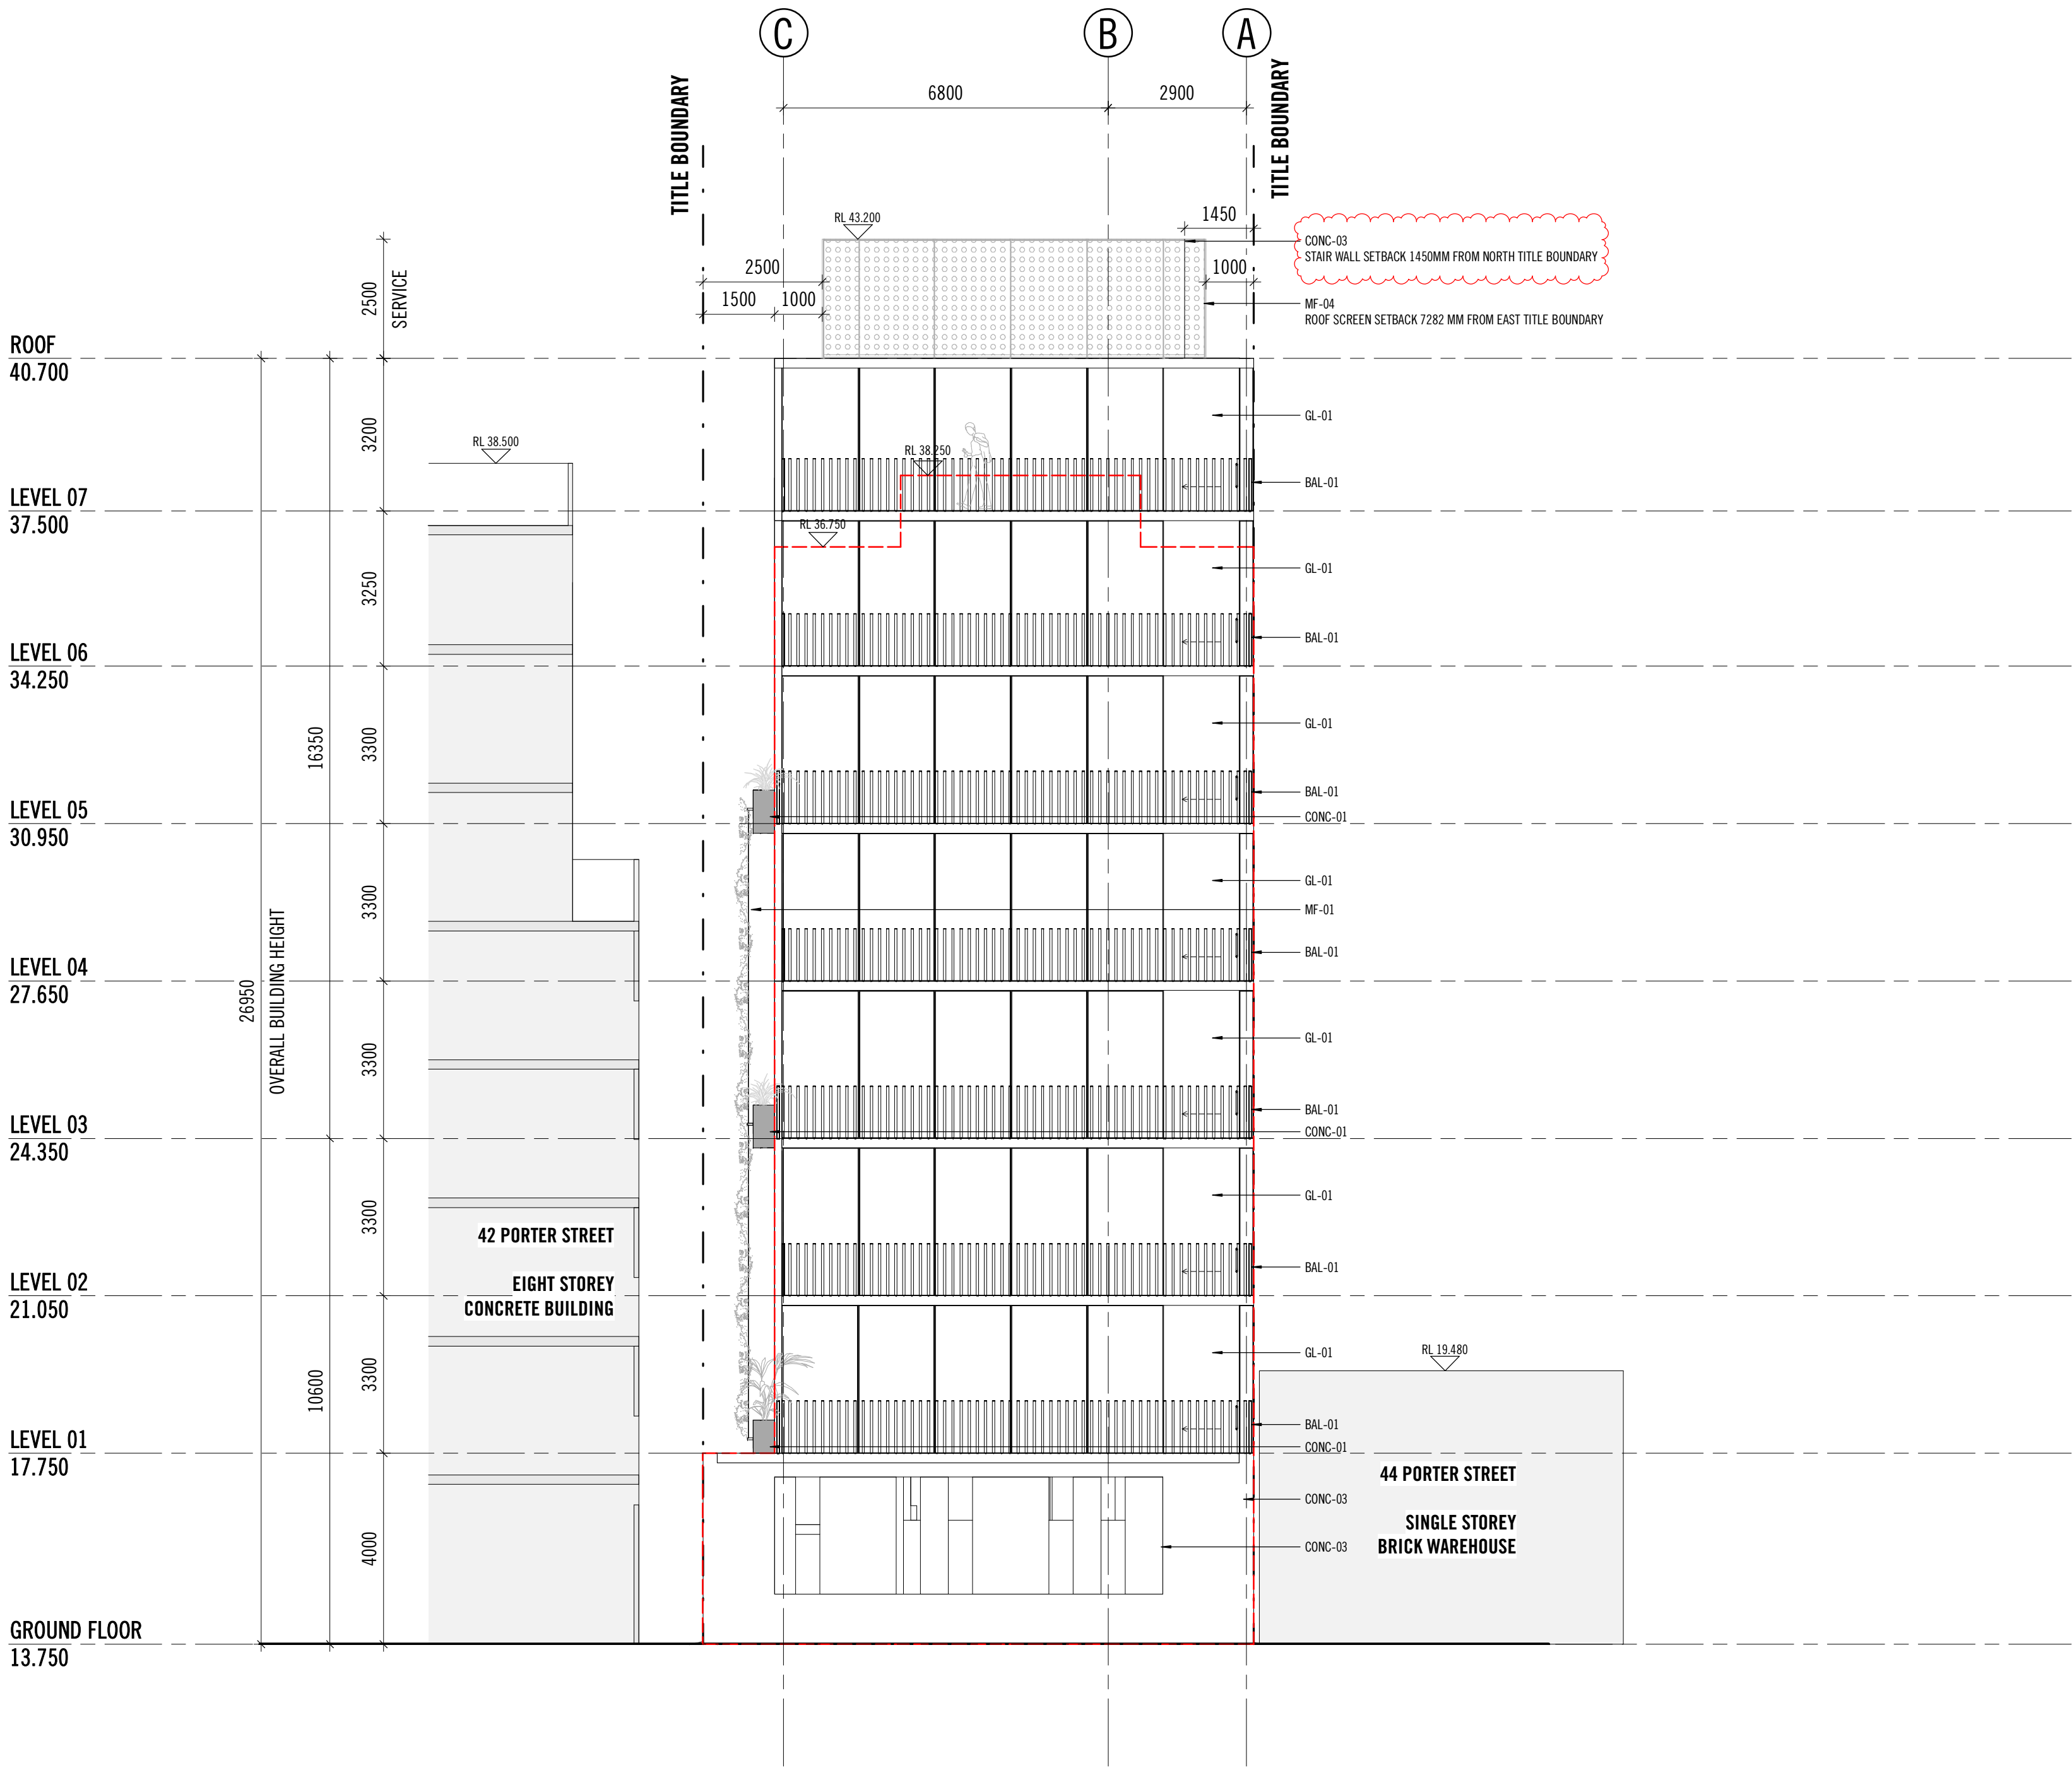 C
B
A
6800
2900
TITLE BOUNDARY
TITLE BOUNDARY
RL 43.200
1450
CONC-03
STAIR WALL SETBACK 1450MM FROM NORTH TITLE BOUNDARY
2500
1000
1500
1000
MF-04
ROOF SCREEN SETBACK 7282 MM FROM EAST TITLE BOUNDARY
2500
SERVICE
ROOF
40.700
3200
GL-01
RL 38.500
RL 38.250
BAL-01
LEVEL 07
37.500
RL 36.750
3250
GL-01
BAL-01
LEVEL 06
34.250
16350
3300
GL-01
BAL-01
CONC-01
LEVEL 05
30.950
3300
GL-01
MF-01
BAL-01
LEVEL 04
27.650
26950
OVERALL BUILDING HEIGHT
3300
GL-01
BAL-01
CONC-01
LEVEL 03
24.350
3300
GL-01
42 PORTER STREET
EIGHT STOREY
CONCRETE BUILDING
BAL-01
LEVEL 02
21.050
RL 19.480
10600
3300
GL-01
BAL-01
CONC-01
LEVEL 01
17.750
44 PORTER STREET
CONC-03
SINGLE STOREY
BRICK WAREHOUSE
4000
CONC-03
GROUND FLOOR
13.750